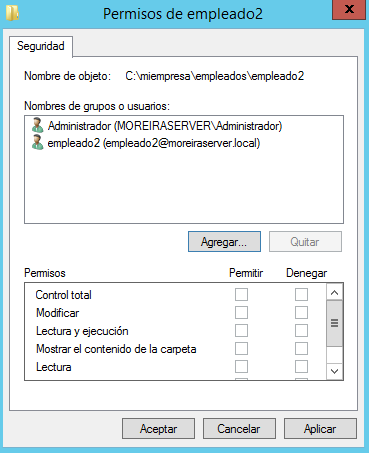 Permisos de empleado2
Seguridad
Nombre de objeto: C:\miempresa\empleados\empleado2
Nombres de grupos o usuarios:
Administrador (MOREIRASERVER\Administrador)
empleado2 (empleado2@moreiraserver.local)
Agregar... Quitar
Permisos Permitir Denegar
Control total
Modificar
Lectura y ejecución
Mostrar el contenido de la carpeta
Lectura
Aceptar Cancelar Aplicar